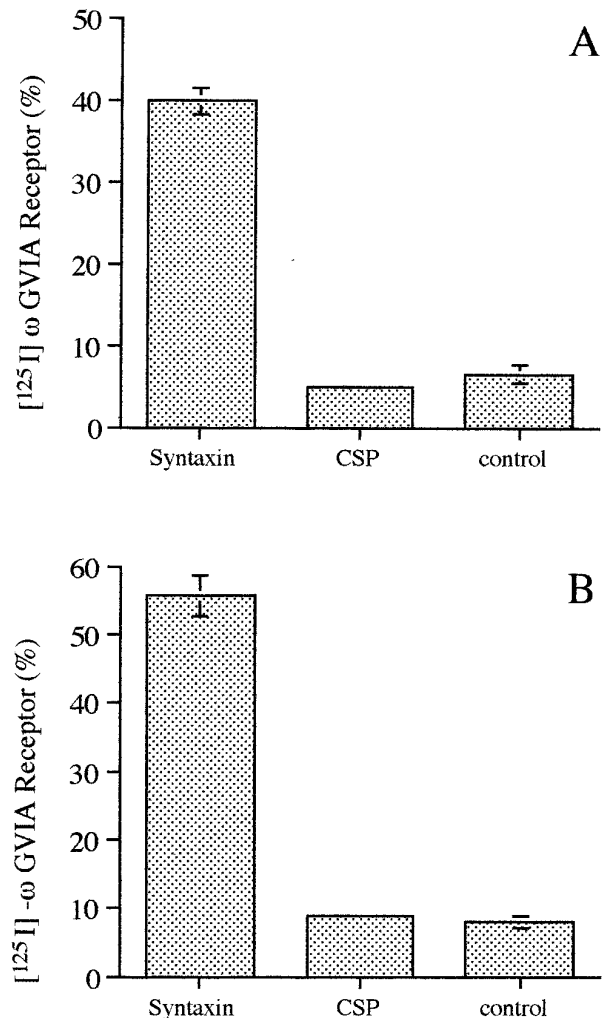 A
[125 I] ω GVIA Receptor (%)
50
40
30
20
10
0
Syntaxin CSP control
B
[125 I] -ω GVIA Receptor (%)
60
50
40
30
20
10
0
Syntaxin CSP control